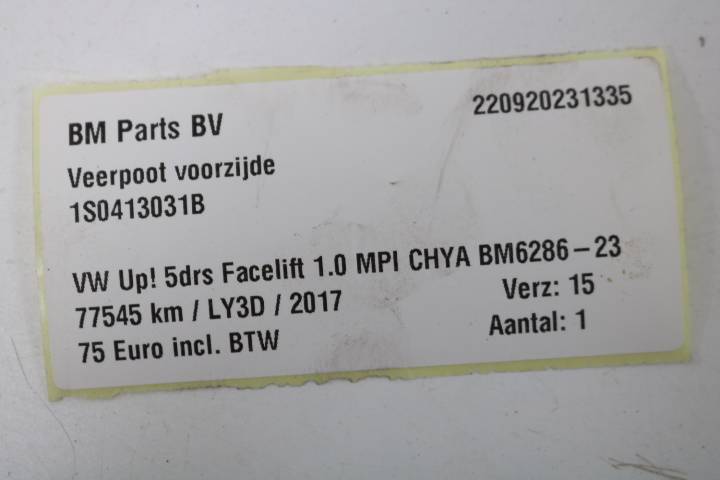 BM Parts BV 220920231335
Veerpoot voorzijde
1S0413031B
VW Up! 5drs Facelift 1.0 MPI CHYA BM6286-23
77545 km / LY3D / 2017 Verz: 15
75 Euro incl. BTW Aantal: 1